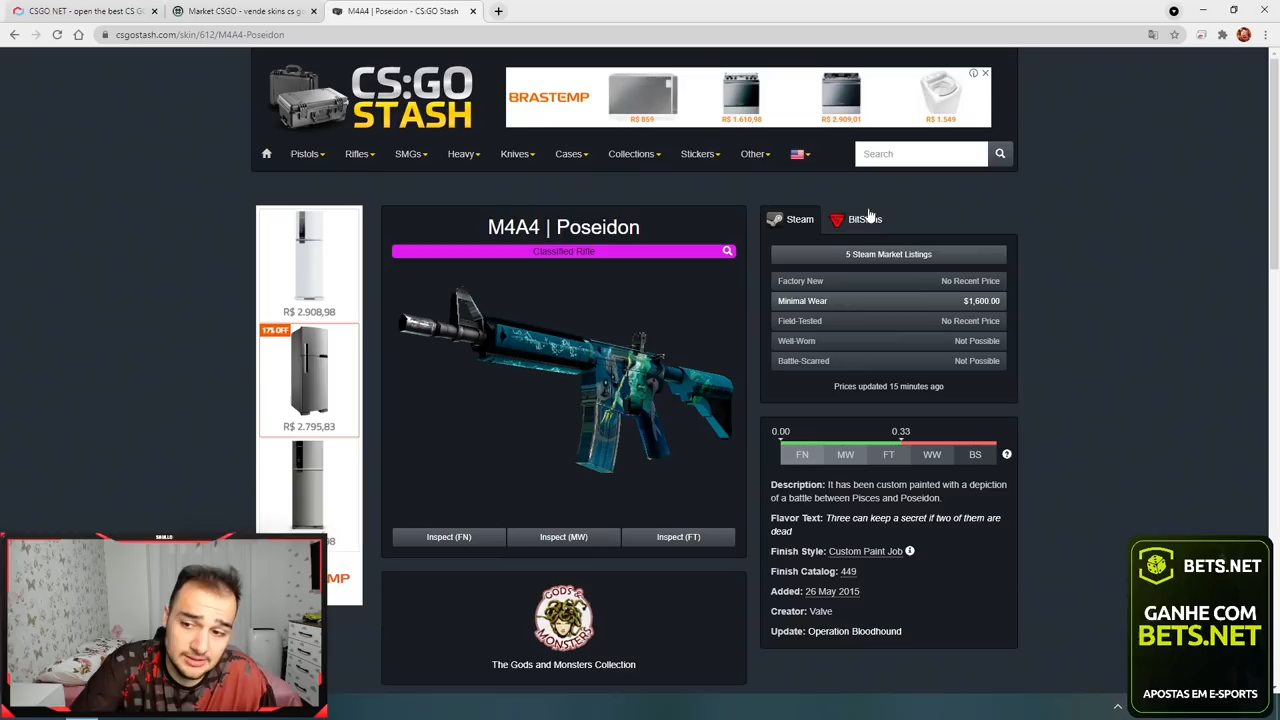 CSGO NET - open the best CS GO
Market CSGO - vende skins cs go
M4A4 | Poseidon - CS:GO Stash
csgostash.com/skin/612/M4A4-Poseidon
CS:GO
STASH
BRASTEMP
R$ 859
R$ 1.610,98
R$ 2.909,01
R$ 1.549
Pistols
Rifles
SMGs
Heavy
Knives
Cases
Collections
Stickers
Other
Search
R$ 2.908,98
17% OFF
R$ 2.795,83
M4A4 | Poseidon
Classified Rifle
Inspect (FN)
Inspect (MW)
Inspect (FT)
GODS &
MONSTERS
The Gods and Monsters Collection
Steam
5 Steam Market Listings
Factory New No Recent Price
Minimal Wear $1,600.00
Field-Tested No Recent Price
Well-Worn Not Possible
Battle-Scarred Not Possible
Prices updated 15 minutes ago
0.00 0.33
FN MW FT WW BS
Description: It has been custom painted with a depiction
of a battle between Pisces and Poseidon.
Flavor Text: Three can keep a secret if two of them are
dead
Finish Style: Custom Paint Job
Finish Catalog: 449
Added: 26 May 2015
Creator: Valve
Update: Operation Bloodhound
BETS.NET
GANHE COM
BETS.NET
APOSTAS EM E-SPORTS